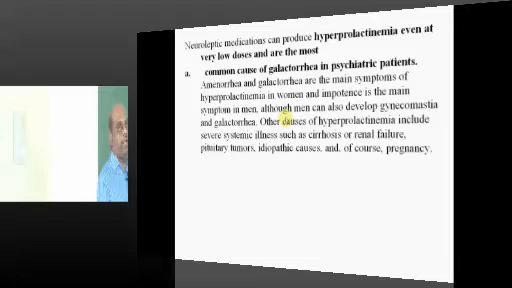 Neuroleptic medications can produce hyperprolactinemia even at
very low doses and are the most
a. common cause of galactorrhea in psychiatric patients.
Amenorrhea and galactorrhea are the main symptoms of
hyperprolactinemia in women and impotence is the main
symptom in men, although men can also develop gynecomastia
and galactorrhea. Other causes of hyperprolactinemia include
severe systemic illness such as cirrhosis or renal failure,
pituitary tumors, idiopathic causes, and, of course, pregnancy.